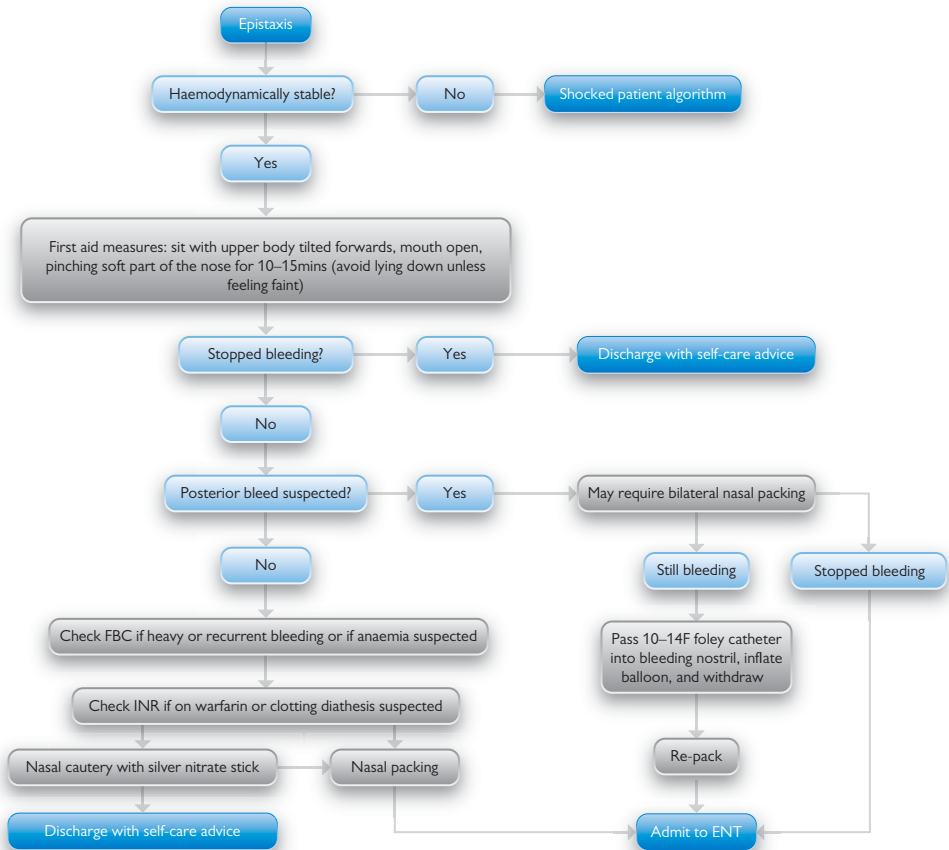 Epistaxis
Haemodynamically stable?
No
Shocked patient algorithm
Yes
First aid measures: sit with upper body tilted forwards, mouth open,
pinching soft part of the nose for 10–15mins (avoid lying down unless
feeling faint)
Stopped bleeding?
Yes
Discharge with self-care advice
No
Posterior bleed suspected?
Yes
May require bilateral nasal packing
No
Still bleeding
Stopped bleeding
Check FBC if heavy or recurrent bleeding or if anaemia suspected
Pass 10–14F foley catheter
into bleeding nostril, inflate
balloon, and withdraw
Check INR if on warfarin or clotting diathesis suspected
Nasal cautery with silver nitrate stick
Nasal packing
Re-pack
Discharge with self-care advice
Admit to ENT